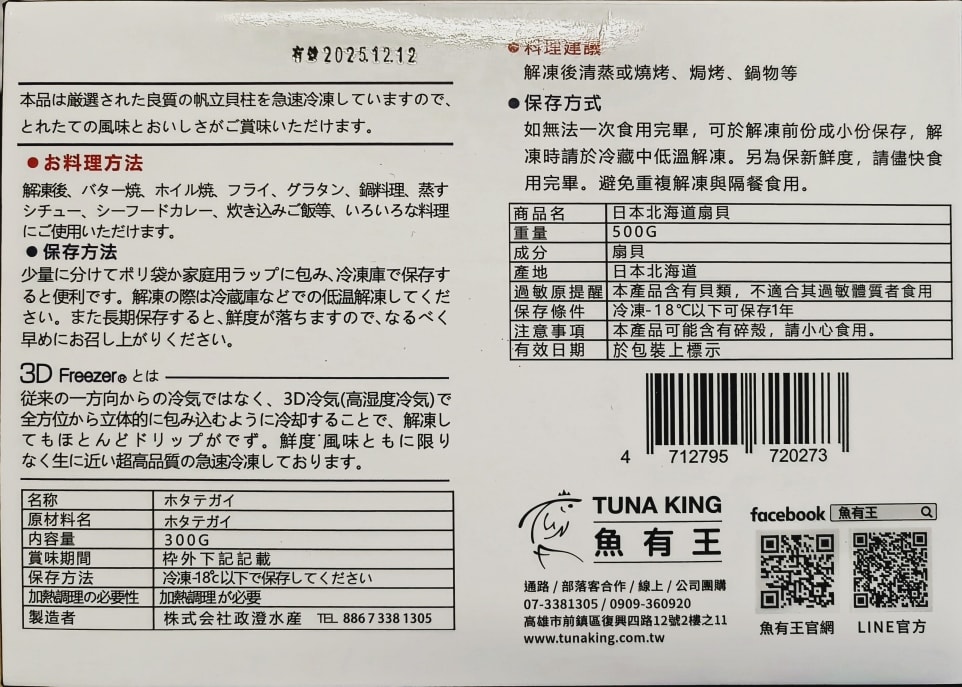 有效 2025.12.12
本品は厳選された良質の帆立貝柱を急速冷凍していますので、
とれたての風味とおいしさがご賞味いただけます。
●お料理方法
解凍後、バター焼、ホイル焼、フライ、グラタン、鍋料理、蒸す
シチュー、シーフードカレー、炊き込みご飯等、いろいろな料理
にご使用いただけます。
●保存方法
少量に分けてポリ袋か家庭用ラップに包み、冷凍庫で保存す
ると便利です。解凍の際は冷蔵庫などでの低温解凍してくだ
さい。また長期保存すると、鮮度が落ちますので、なるべく
早めにお召し上がりください。
3D Freezer® とは
従来の一方向からの冷気ではなく、3D冷気(高湿度冷気)で
全方位から立体的に包み込むように冷却することで、解凍し
てもほとんどドリップがでず。鮮度・風味ともに限り
なく生に近い超高品質の急速冷凍しております。
名称 ホタテガイ
原材料名 ホタテガイ
内容量 300G
賞味期間 枠外下記記載
保存方法 冷凍-18℃以下で保存してください
加熱調理の必要性 加熱調理が必要
製造者 株式会社政澄水産 TEL 886 7 338 1305
●料理建議
解凍後清蒸或燒烤、焗烤、鍋物等
●保存方式
如無法一次食用完畢，可於解凍前份成小份保存，解
凍時請於冷藏中低溫解凍。另為保新鮮度，請儘快食
用完畢。避免重複解凍與隔餐食用。
商品名 日本北海道扇貝
重量 500G
成分 扇貝
產地 日本北海道
過敏原提醒 本產品含有貝類，不適合其過敏體質者食用
保存條件 冷凍-18℃以下可保存1年
注意事項 本產品可能含有碎殼，請小心食用。
有效日期 於包裝上標示
4 712795 720273
TUNA KING
魚有王
通路 / 部落客合作 / 線上 / 公司團購
07-3381305 / 0909-360920
高雄市前鎮區復興四路12號2樓之11
www.tunaking.com.tw
facebook 魚有王
魚有王官網 LINE官方